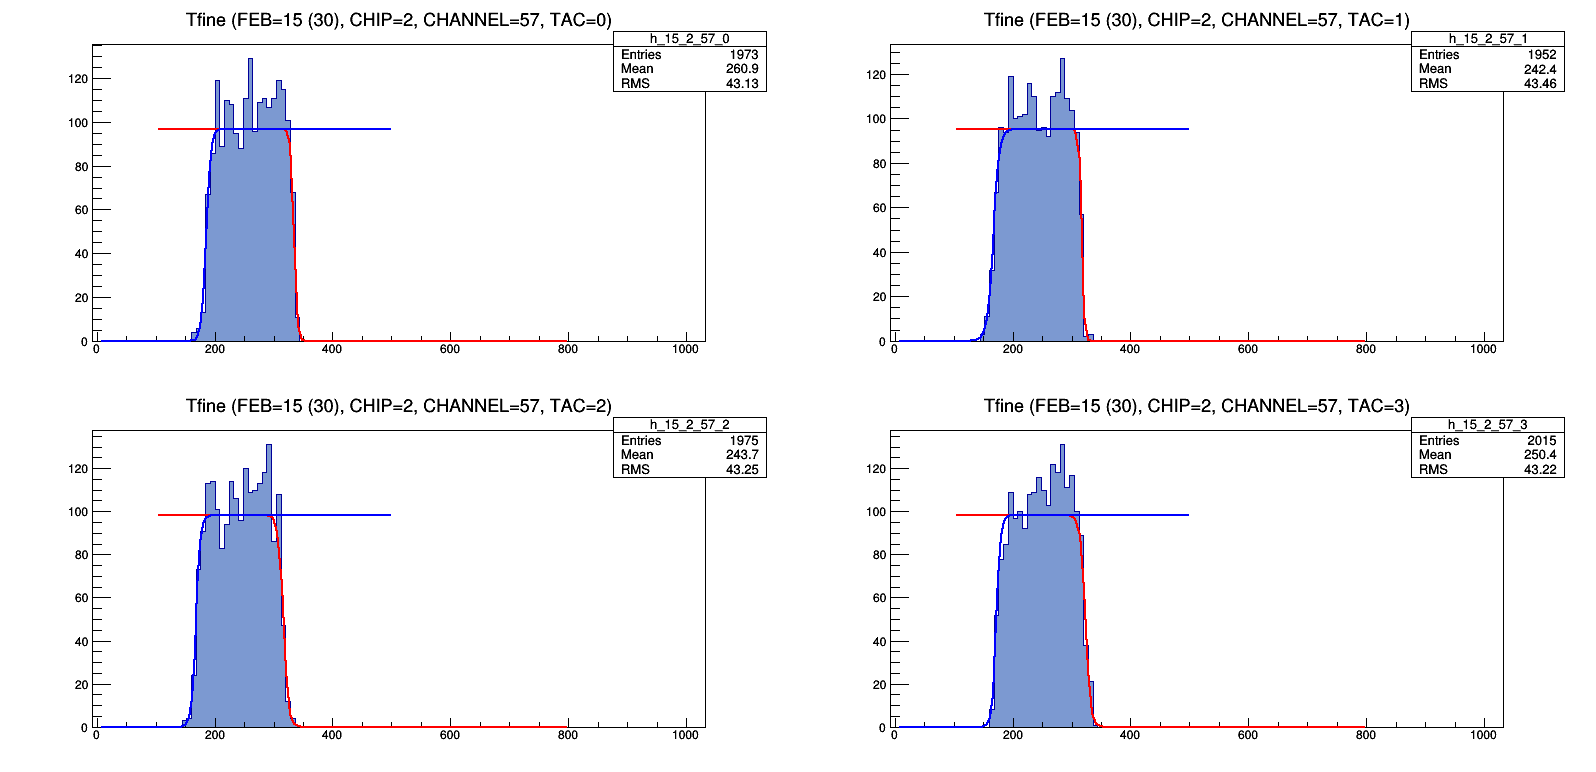 Tfine (FEB=15 (30), CHIP=2, CHANNEL=57, TAC=0)
h_15_2_57_0
Entries 1973
Mean 260.9
RMS 43.13
120
100
80
60
40
20
0
0 200 400 600 800 1000
Tfine (FEB=15 (30), CHIP=2, CHANNEL=57, TAC=1)
h_15_2_57_1
Entries 1952
Mean 242.4
RMS 43.46
120
100
80
60
40
20
0
0 200 400 600 800 1000
Tfine (FEB=15 (30), CHIP=2, CHANNEL=57, TAC=2)
h_15_2_57_2
Entries 1975
Mean 243.7
RMS 43.25
120
100
80
60
40
20
0
0 200 400 600 800 1000
Tfine (FEB=15 (30), CHIP=2, CHANNEL=57, TAC=3)
h_15_2_57_3
Entries 2015
Mean 250.4
RMS 43.22
120
100
80
60
40
20
0
0 200 400 600 800 1000